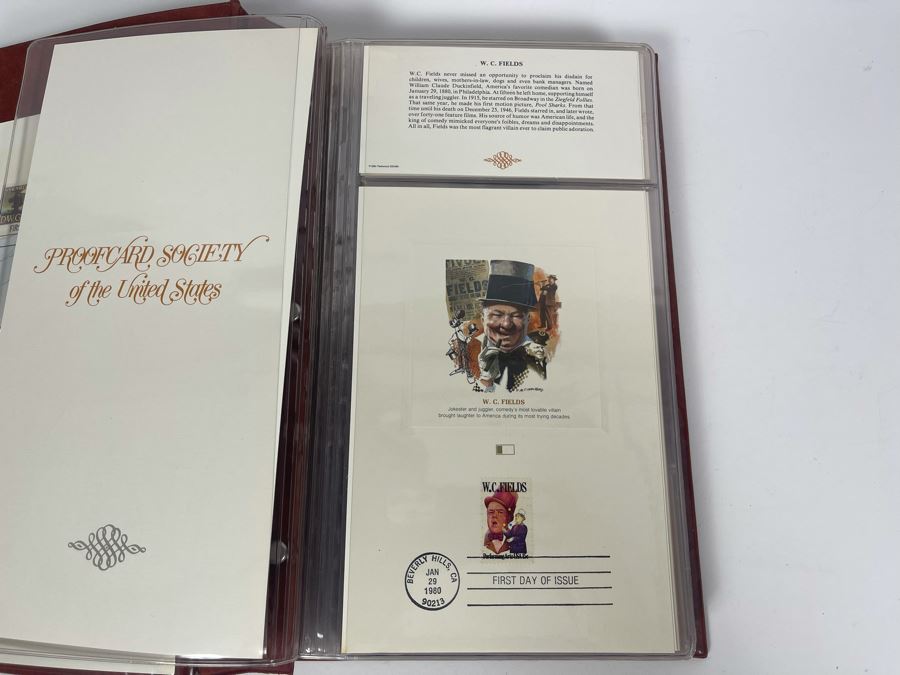 PROOFCARD SOCIETY
of the United States
W. C. FIELDS
W.C. Fields never missed an opportunity to proclaim his disdain for
children, wives, mothers-in-law, dogs and even bank managers. Named
William Claude Duckinfield, America's favorite comedian was born on
January 29, 1880, in Philadelphia. At fifteen he left home, supporting himself
as a traveling juggler. In 1915, he starred on Broadway in the Ziegfeld Follies.
That same year, he made his first motion picture, Pool Sharks. From that
time until his death on December 25, 1946, Fields starred in, and later wrote,
over forty-one feature films. His source of humor was American life, and the
king of comedy mimicked everyone's foibles, dreams and disappointments.
All in all, Fields was the most flagrant villain ever to claim public adoration.
FIELDS
W. C. FIELDS
Jokester and juggler, comedy's most lovable villain
brought laughter to America during its most trying decades.
W.C. FIELDS
BEVERLY HILLS, CA
JAN
29
1980
90213
FIRST DAY OF ISSUE